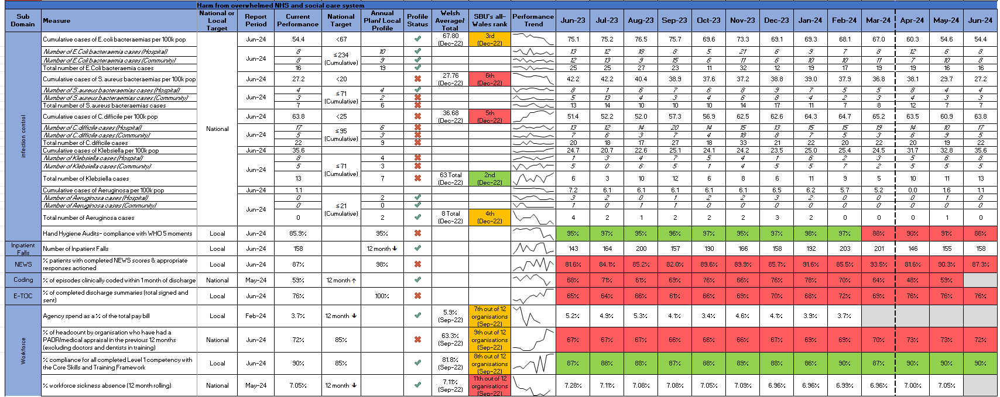 Harm from overwhelmed NHS and social care system
Sub Domain Measure National or Local Target Report Period Current Performance National Target Annual Plan/ Local Profile Profile Status Welsh Average/ Total SBU's all-Wales rank Performance Trend Jun-23 Jul-23 Aug-23 Sep-23 Oct-23 Nov-23 Dec-23 Jan-24 Feb-24 Mar-24 Apr-24 May-24 Jun-24
infection control
National
Cumulative cases of E.coli bacteraemias per 100k pop Jun-24 54.4 <67 67.80 (Dec-22) 3rd (Dec-22) 75.1 75.2 76.5 75.7 69.6 73.3 69.1 69.3 68.1 67.0 60.3 54.6 54.4
Number of E.Coli bacteraemia cases (Hospital) Jun-24 8 ≤234 (Cumulative) 10 13 12 18 8 5 21 6 9 7 8 12 6 8
Number of E.Coli bacteraemia cases (Community) 8 9 12 13 9 15 6 11 6 10 10 11 7 10 8
Total number of E.Coli bacteraemia cases 16 19 25 25 27 23 11 32 12 19 17 19 19 16 16
Cumulative cases of S.aureus bacteraemias per 100k pop Jun-24 27.2 <20 27.76 (Dec-22) 6th (Dec-22) 42.2 42.2 40.4 38.9 37.6 37.2 38.8 39.0 37.9 36.8 38.1 29.7 27.2
Number of S.aureus bacteraemias cases (Hospital) Jun-24 4 ≤71 (Cumulative) 4 8 1 6 7 6 8 9 7 5 5 8 4 4
Number of S.aureus bacteraemias cases (Community) 3 2 5 13 4 3 4 6 8 4 2 3 4 3 3
Total number of S.aureus bacteraemias cases 7 6 13 14 10 10 10 14 17 11 7 8 12 7 7
Cumulative cases of C.difficile per 100k pop Jun-24 63.8 <25 36.68 (Dec-22) 5th (Dec-22) 51.4 52.2 52.0 57.3 56.9 62.5 62.6 64.3 64.7 65.2 63.5 60.9 63.8
Number of C.difficile cases (Hospital) Jun-24 17 ≤95 (Cumulative) 6 13 12 14 20 14 15 13 15 15 19 14 10 17
Number of C.difficile cases (Community) 5 3 7 6 3 7 4 18 8 7 5 3 6 9 5
Total number of C.difficile cases 22 9 20 18 17 27 18 33 21 22 20 22 20 19 22
Cumulative cases of Klebsiella per 100k pop Jun-24 35.6 24.7 20.7 22.6 25.1 24.1 24.2 23.5 25.0 25.4 24.5 31.7 32.8 35.6
Number of Klebsiella cases (Hospital) Jun-24 8 ≤71 (Cumulative) 4 1 3 4 7 5 4 1 6 2 3 5 6 8
Number of Klebsiella cases (Community) 5 3 5 0 6 5 1 4 5 5 7 2 5 5 5
Total number of Klebsiella cases 13 7 63 Total (Dec-22) 2nd (Dec-22) 6 3 10 12 6 8 6 11 9 5 10 11 13
Cumulative cases of Aeruginosa per 100k pop Jun-24 1.1 7.2 6.1 6.1 6.1 6.1 6.1 6.5 6.2 5.7 5.2 0.0 1.6 1.1
Number of Aeruginosa cases (Hospital) Jun-24 0 ≤21 (Cumulative) 2 3 2 0 1 2 2 3 2 0 0 0 1 0
Number of Aeruginosa cases (Community) 0 0 1 0 1 1 0 0 0 0 0 0 0 0 0
Total number of Aeruginosa cases 0 2 8 Total (Dec-22) 4th (Dec-22) 4 2 1 2 2 2 3 2 0 0 0 1 0
Hand Hygiene Audits- compliance with WHO 5 moments Local Jun-24 85.9% 95% 95% 97% 95% 96% 97% 95% 97% 98% 97% 88% 90% 91% 86%
Inpatient Falls Number of Inpatient Falls Local Jun-24 158 12 month ↓ 143 164 200 157 190 166 158 192 203 201 146 155 158
NEWS % patients with completed NEWS scores & appropriate responses actioned Local Jun-24 87% 98% 81.6% 84.1% 85.2% 82.0% 89.6% 89.9% 85.7% 91.6% 85.5% 93.5% 81.6% 90.3% 87.3%
Coding % of episodes clinically coded within 1 month of discharge National May-24 59% 12 month ↑ 68% 71% 61% 69% 76% 76% 76% 78% 70% 64% 48% 59%
E-TOC % of completed discharge summaries (total signed and sent) Local Jun-24 76% 100% 65% 64% 66% 61% 66% 69% 70% 68% 72% 69% 76% 76% 76%
Workforce
Agency spend as a % of the total pay bill Local Feb-24 3.7% 12 month ↓ 5.9% (Sep-22) 7th out of 12 organisations (Sep-22) 5.2% 4.9% 5.3% 4.1% 3.4% 4.6% 4.1% 3.9% 3.7%
% of headcount by organisation who have had a PADR/medical appraisal in the previous 12 months (excluding doctors and dentists in training) National Jun-24 72% 85% 63.3% (Sep-22) 9th out of 12 organisations (Sep-22) 67% 67% 66% 66% 66% 66% 67% 69% 69% 70% 73% 73% 72%
% compliance for all completed Level 1 competency with the Core Skills and Training Framework Local Jun-24 90% 85% 81.8% (Sep-22) 8th out of 12 organisations (Sep-22) 87% 88% 88% 87% 88% 89% 88% 86% 90% 87% 90% 90% 90%
% workforce sickness absence (12 month rolling) National May-24 7.05% 12 month ↓ 7.11% (Sep-22) 11th out of 12 organisations (Sep-22) 7.28% 7.11% 7.08% 7.08% 7.05% 7.09% 6.96% 6.96% 6.99% 6.96% 7.00% 7.05%